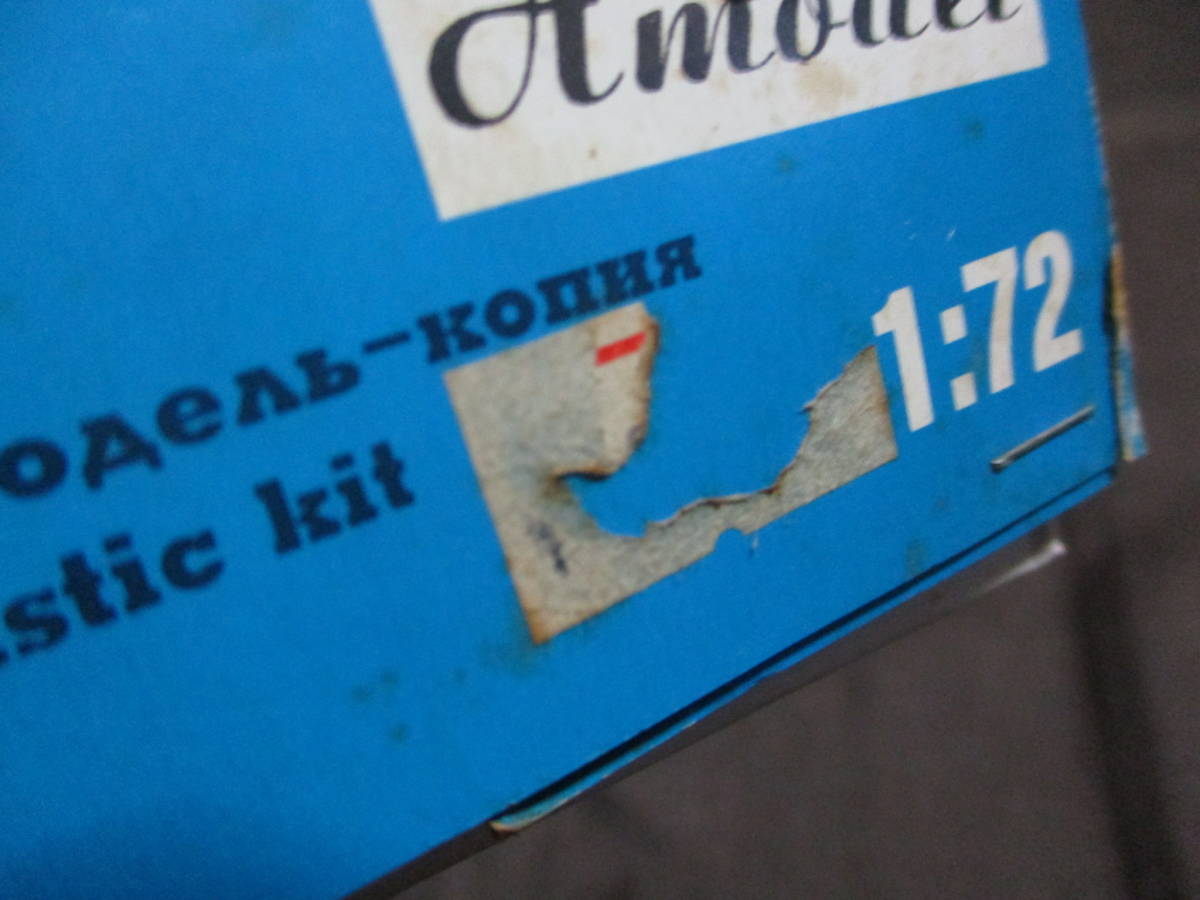 Amodel
одель-копия
stic kit
1:72